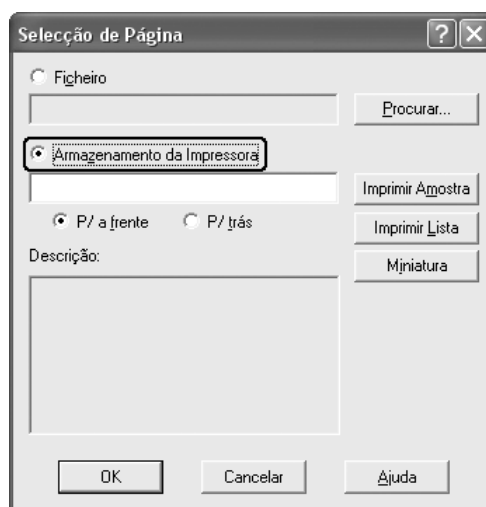 Selecção de Página
Ficheiro
Procurar...
Armazenamento da Impressora
Imprimir Amostra
P/ a frente P/ trás
Imprimir Lista
Descrição:
Miniatura
OK Cancelar Ajuda